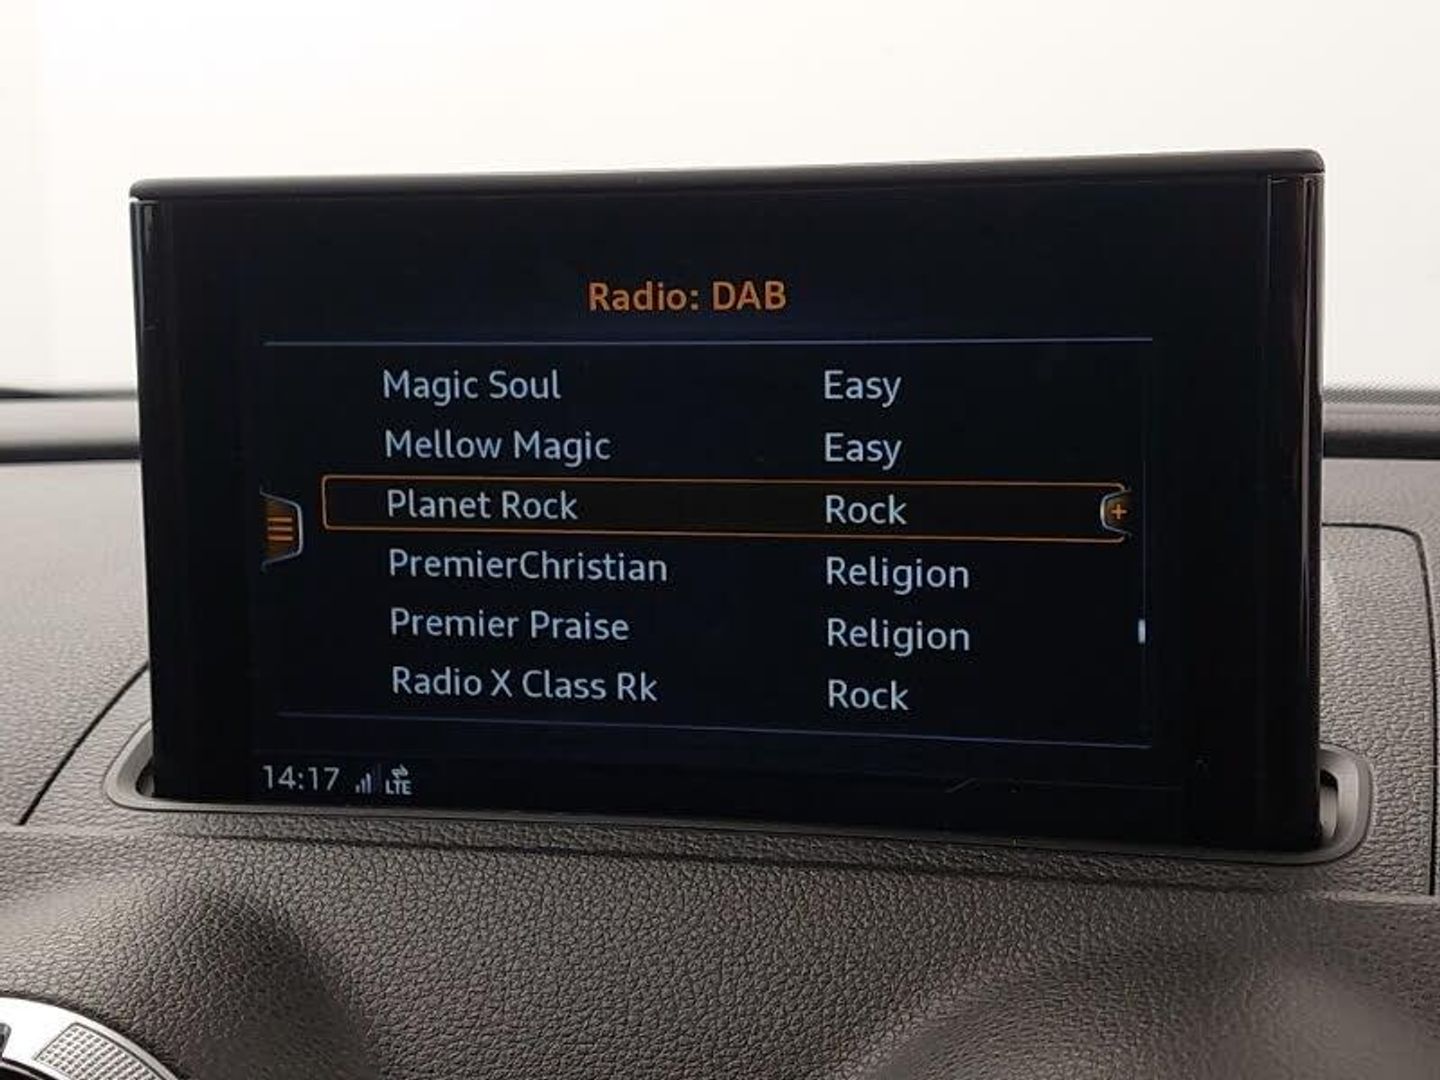 Radio: DAB
Magic Soul Easy
Mellow Magic Easy
Planet Rock Rock
PremierChristian Religion
Premier Praise Religion
Radio X Class Rk Rock
14:17 LTE